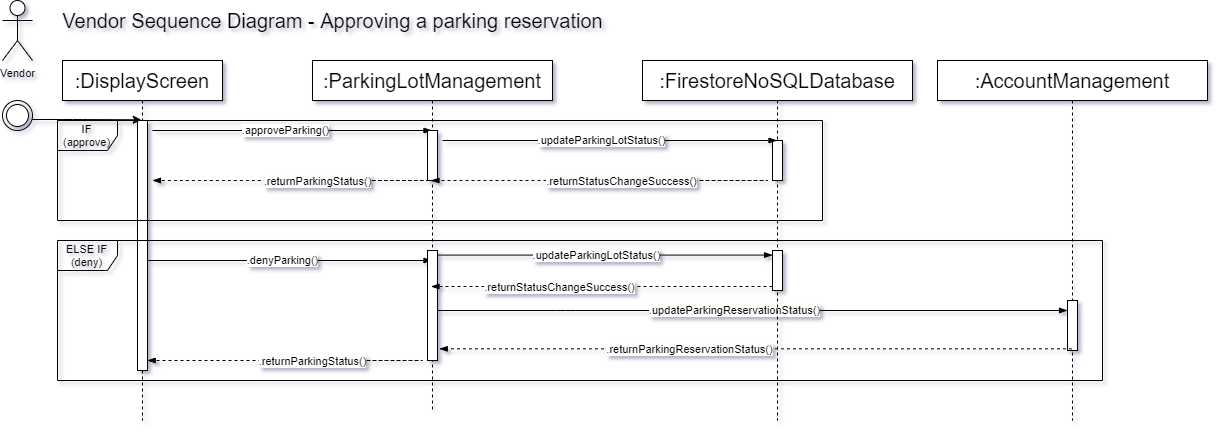 Vendor Sequence Diagram - Approving a parking reservation
Vendor
:DisplayScreen
:ParkingLotManagement
:FirestoreNoSQLDatabase
:AccountManagement
IF
(approve)
.approveParking()
.updateParkingLotStatus()
.returnParkingStatus()
.returnStatusChangeSuccess()
ELSE IF
(deny)
.denyParking()
.updateParkingLotStatus()
.returnStatusChangeSuccess()
.updateParkingReservationStatus()
.returnParkingReservationStatus()
.returnParkingStatus()